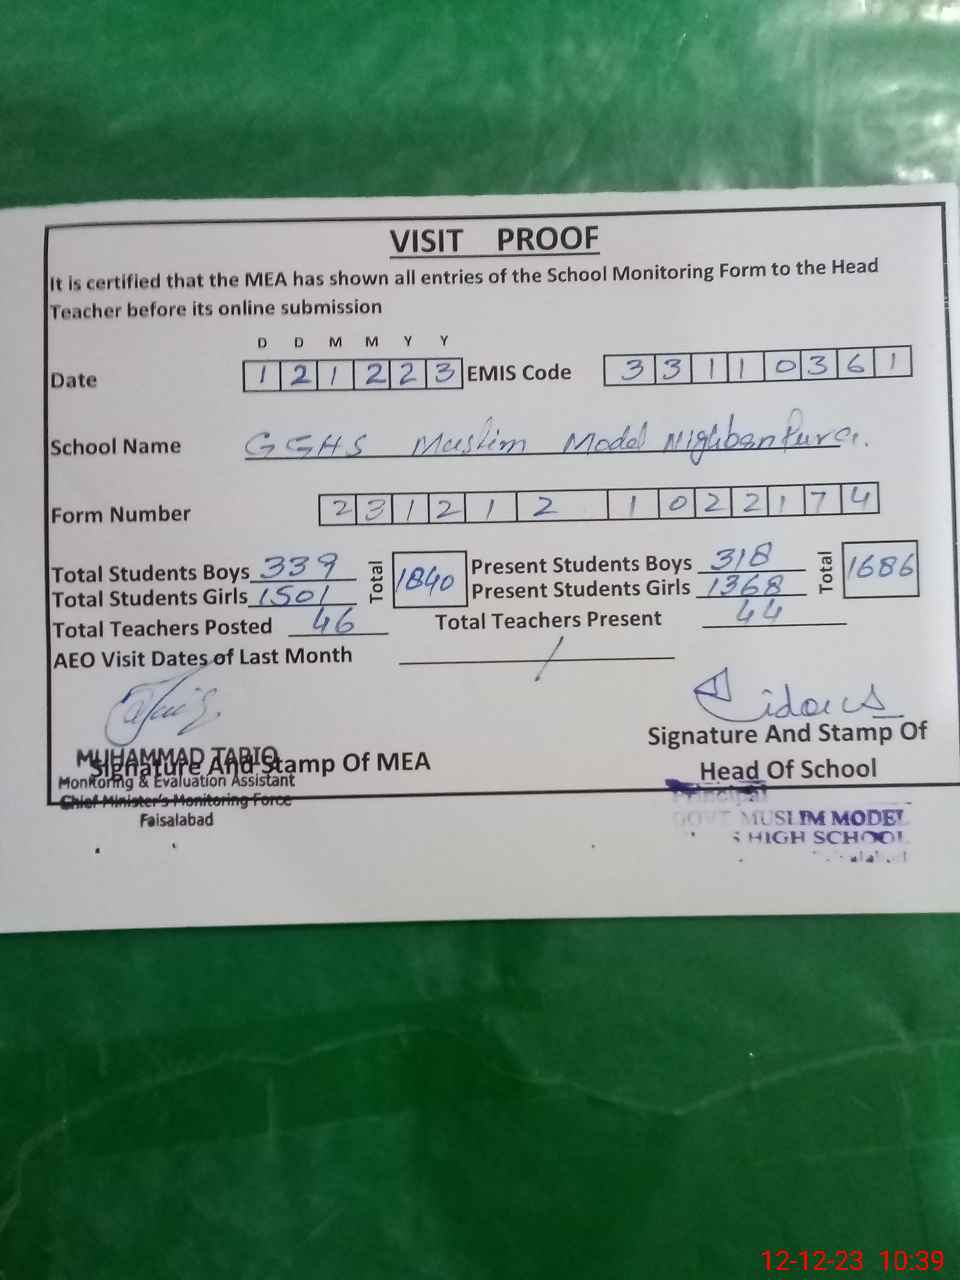 VISIT PROOF
It is certified that the MEA has shown all entries of the School Monitoring Form to the Head
Teacher before its online submission
D D M M Y Y
Date 1 2 1 2 2 3 EMIS Code 3 3 1 1 0 3 6 1
School Name GGHS Muslim Model Nighban Pura.
Form Number 2 3 1 2 1 2 1 0 2 2 1 7 4
Total Students Boys 339 Total 1840 Present Students Boys 318 Total 1686
Total Students Girls 1501 Present Students Girls 1368
Total Teachers Posted 46 Total Teachers Present 44
AEO Visit Dates of Last Month /
Signature And Stamp Of MEA
MUHAMMAD TARIQ
Monitoring & Evaluation Assistant
Chief Minister's Monitoring Force
Faisalabad
Signature And Stamp Of
Head Of School
Principal
GOVT MUSLIM MODEL
HIGH SCHOOL
12-12-23 10:39